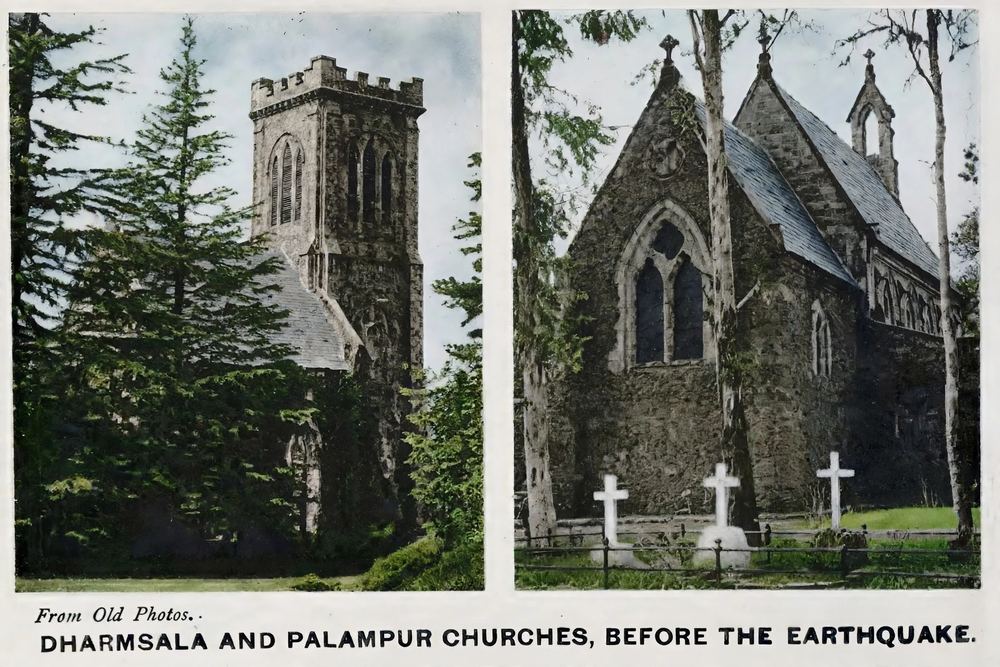 From Old Photos.
DHARMSALA AND PALAMPUR CHURCHES, BEFORE THE EARTHQUAKE.